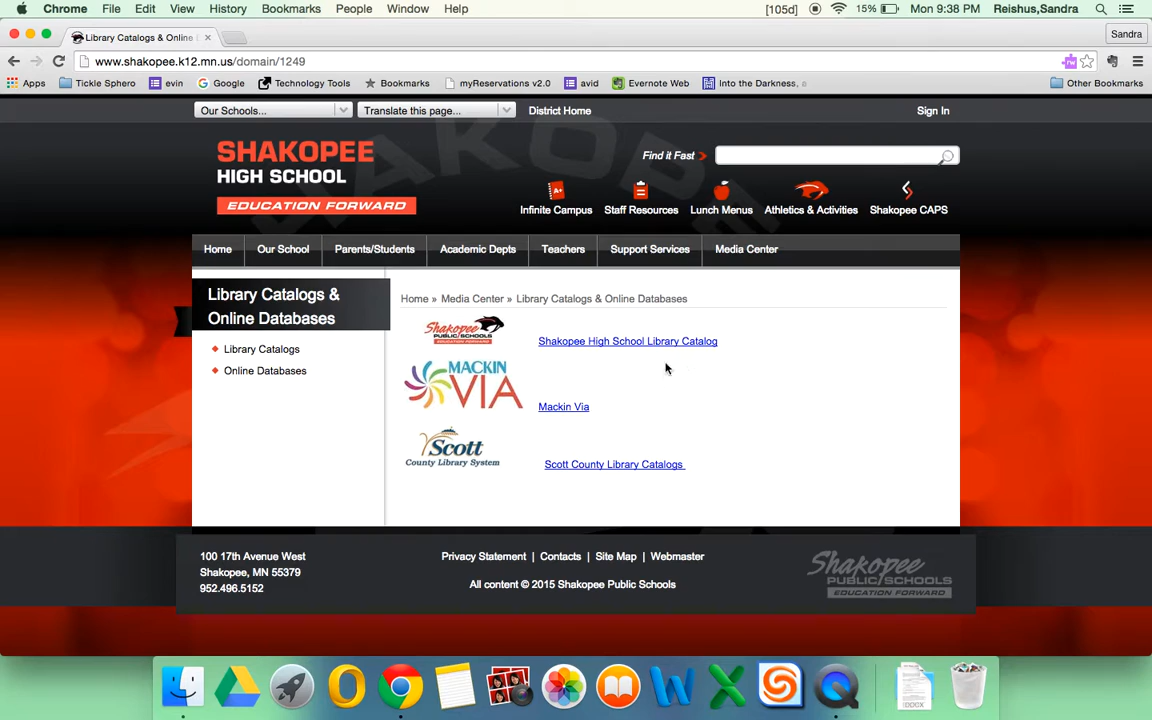 Chrome File Edit View History Bookmarks People Window Help [105d] 15% Mon 9:38 PM Reishus,Sandra
Library Catalogs & Online Sandra
www.shakopee.k12.mn.us/domain/1249
Apps Tickle Sphero evin Google Technology Tools Bookmarks myReservations v2.0 avid Evernote Web Into the Darkness, Other Bookmarks
Our Schools... Translate this page... District Home Sign In
SHAKOPEE
HIGH SCHOOL
EDUCATION FORWARD
Find it Fast
Infinite Campus Staff Resources Lunch Menus Athletics & Activities Shakopee CAPS
Home Our School Parents/Students Academic Depts Teachers Support Services Media Center
Library Catalogs &
Online Databases
Library Catalogs
Online Databases
Home » Media Center » Library Catalogs & Online Databases
Shakopee
PUBLIC SCHOOLS
EDUCATION FORWARD
Shakopee High School Library Catalog
MACKIN
VIA
Mackin Via
Scott
County Library System
Scott County Library Catalogs
100 17th Avenue West
Shakopee, MN 55379
952.496.5152
Privacy Statement | Contacts | Site Map | Webmaster
All content © 2015 Shakopee Public Schools
Shakopee
PUBLIC SCHOOLS
EDUCATION FORWARD